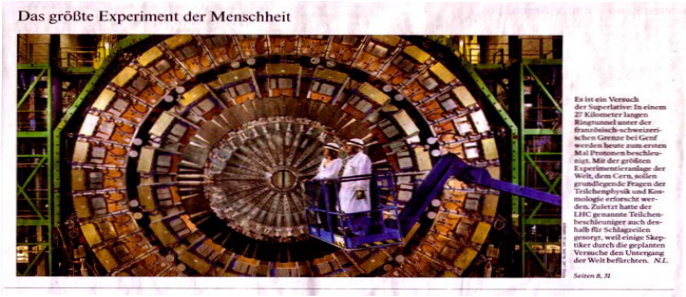 Das größte Experiment der Menschheit
Es ist ein Versuch
der Superlative: In einem
27 Kilometer langen
Ringtunnel unter der
französisch-schweizeri-
schen Grenze bei Genf
werden heute zum ersten
Mal Protonen beschleu-
nigt. Mit der größten
Experimentieranlage der
Welt, dem Cern, sollen
grundlegende Fragen der
Teilchenphysik und Kos-
mologie erforscht wer-
den. Zuletzt hatte der
LHC genannte Teilchen-
beschleuniger auch des-
halb für Schlagzeilen
gesorgt, weil einige Skep-
tiker durch die geplanten
Versuche den Untergang
der Welt befürchten. N.L.
Seiten 8, 31